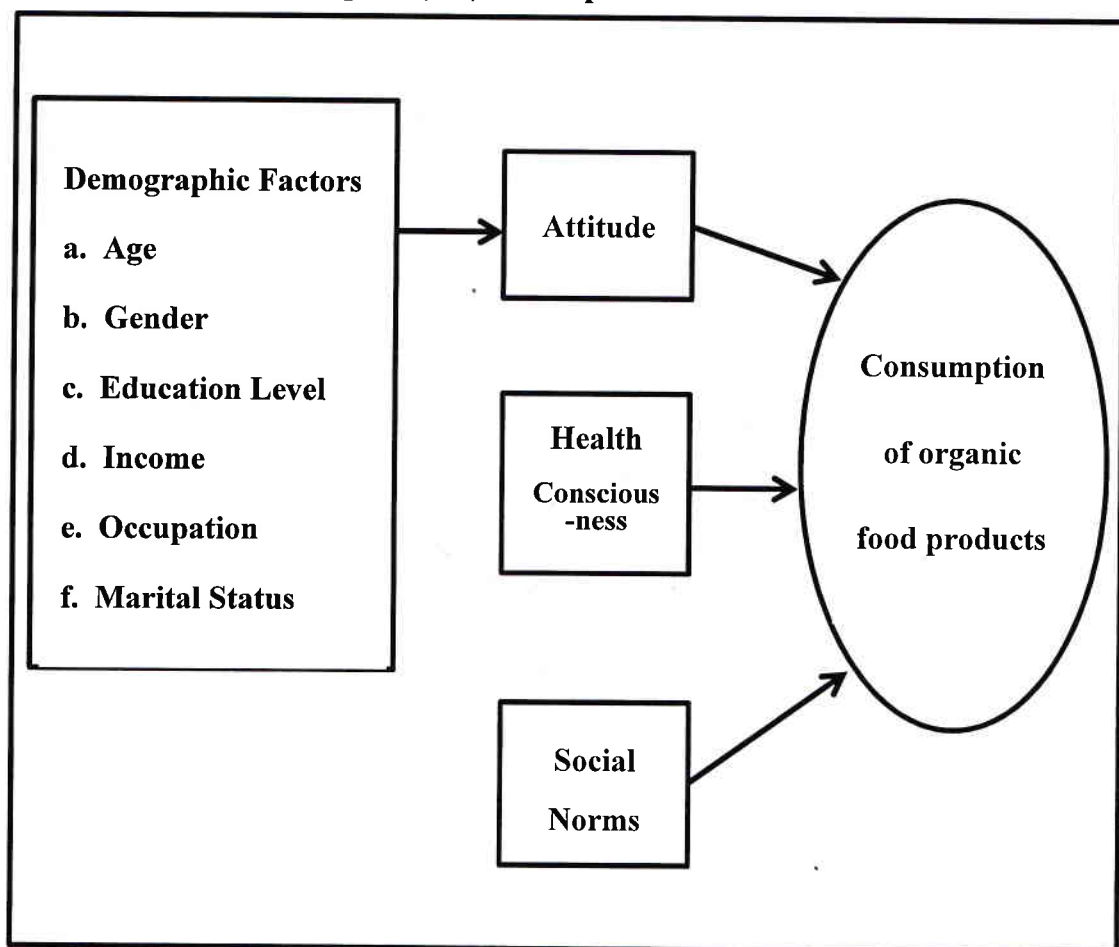 Demographic Factors
a. Age
b. Gender
c. Education Level
d. Income
e. Occupation
f. Marital Status
Attitude
Health
Conscious
-ness
Social
Norms
Consumption
of organic
food products